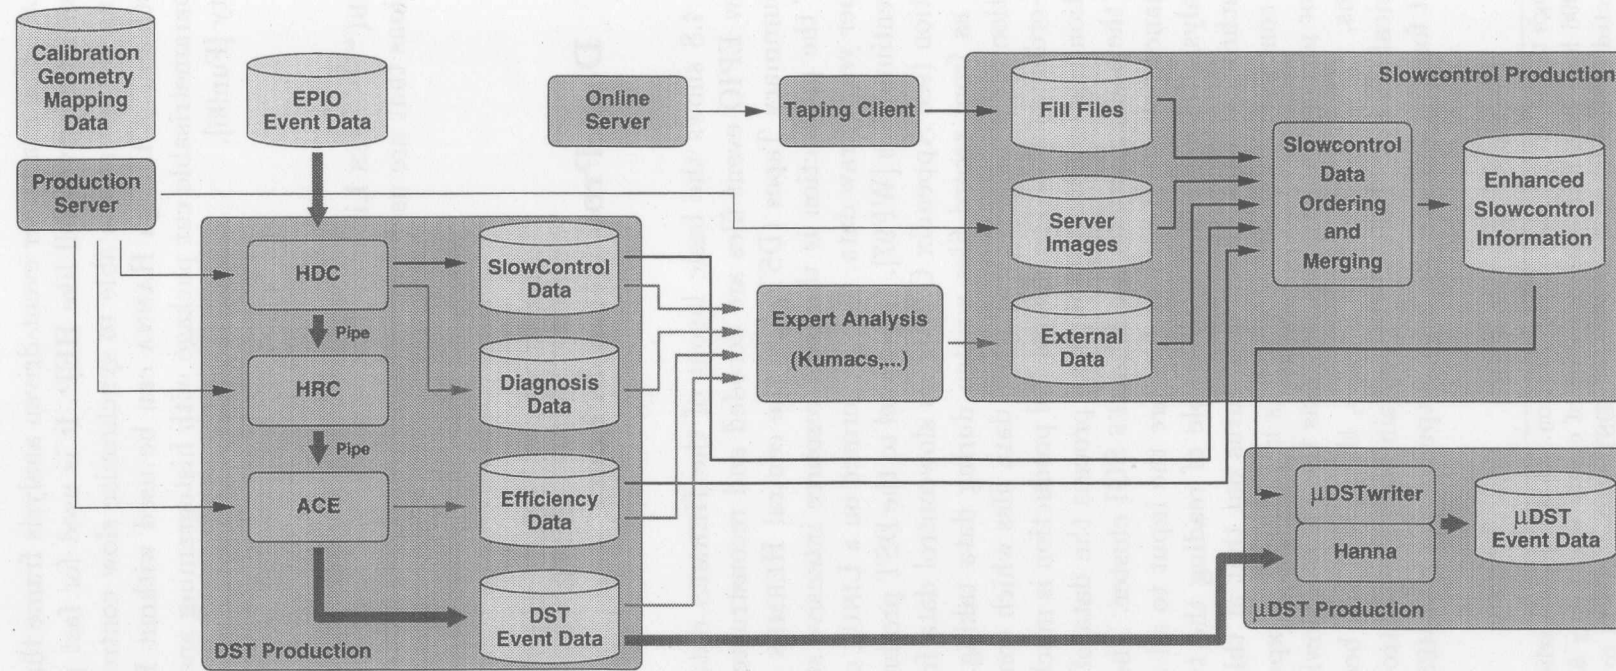 Calibration
Geometry
Mapping
Data
EPIO
Event Data
Production
Server
Online
Server
Taping Client
Slowcontrol Production
Fill Files
Server
Images
External
Data
Slowcontrol
Data
Ordering
and
Merging
Enhanced
Slowcontrol
Information
HDC
Pipe
HRC
Pipe
ACE
SlowControl
Data
Diagnosis
Data
Efficiency
Data
DST
Event Data
DST Production
Expert Analysis
(Kumacs,...)
μDSTwriter
Hanna
μDST
Event Data
μDST Production